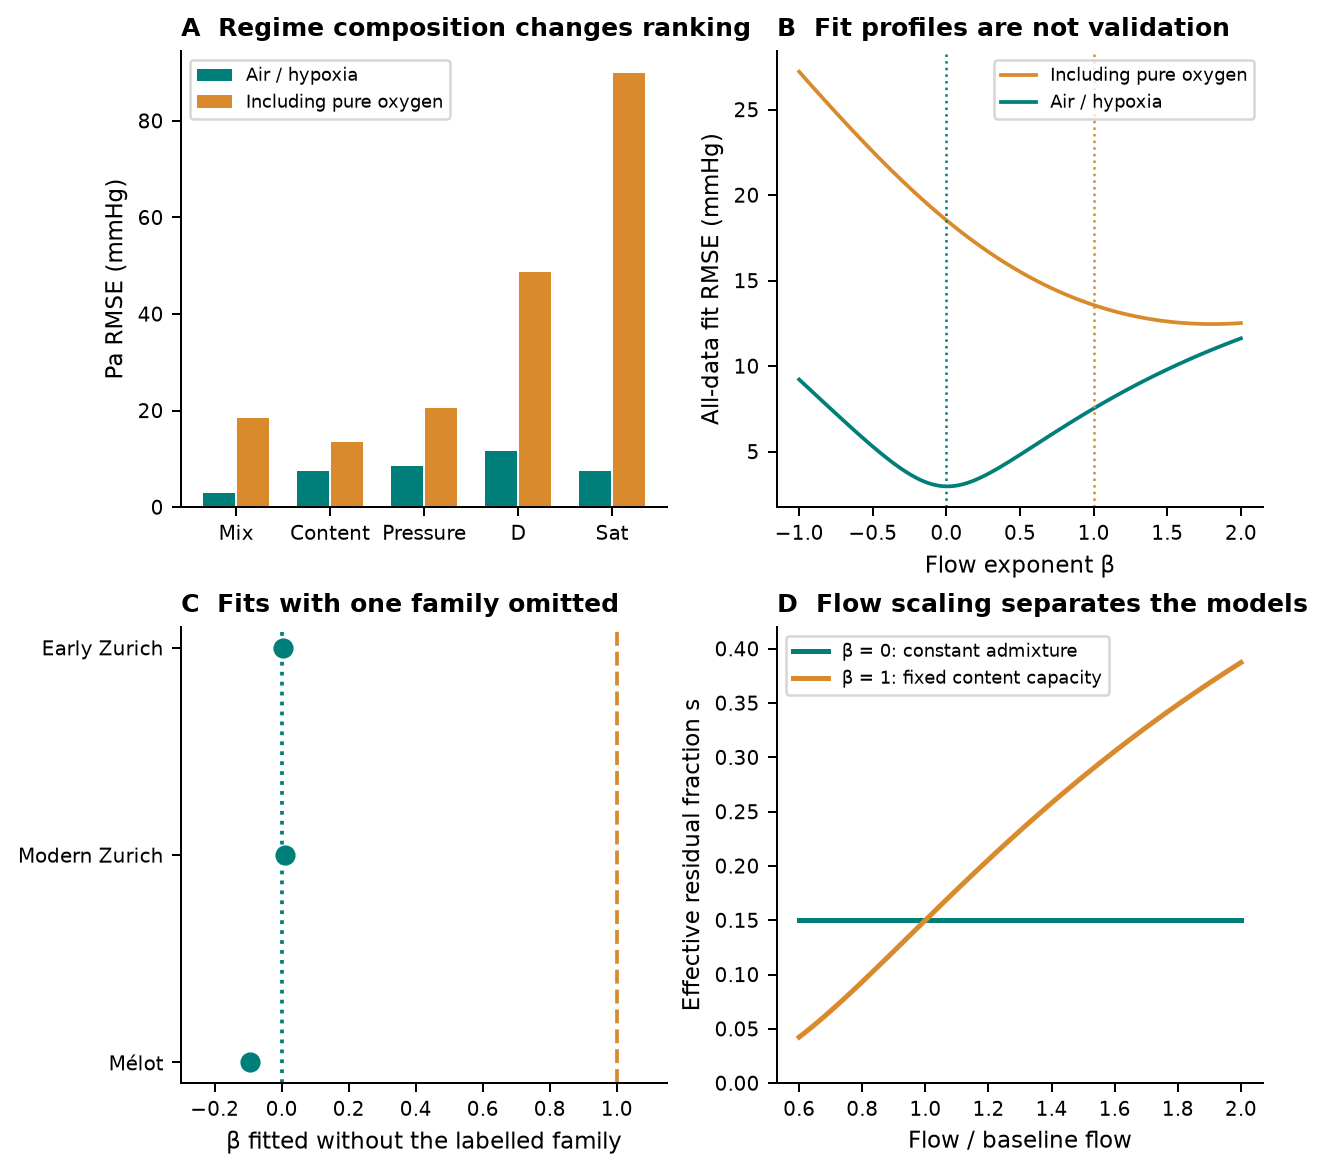 A Regime composition changes ranking
Air / hypoxia
Including pure oxygen
Pa RMSE (mmHg)
80
60
40
20
0
Mix Content Pressure D Sat
B Fit profiles are not validation
Including pure oxygen
Air / hypoxia
All-data fit RMSE (mmHg)
25
20
15
10
5
−1.0 −0.5 0.0 0.5 1.0 1.5 2.0
Flow exponent β
C Fits with one family omitted
Early Zurich
Modern Zurich
Mélot
−0.2 0.0 0.2 0.4 0.6 0.8 1.0
β fitted without the labelled family
D Flow scaling separates the models
β = 0: constant admixture
β = 1: fixed content capacity
Effective residual fraction s
0.40
0.35
0.30
0.25
0.20
0.15
0.10
0.05
0.00
0.6 0.8 1.0 1.2 1.4 1.6 1.8 2.0
Flow / baseline flow